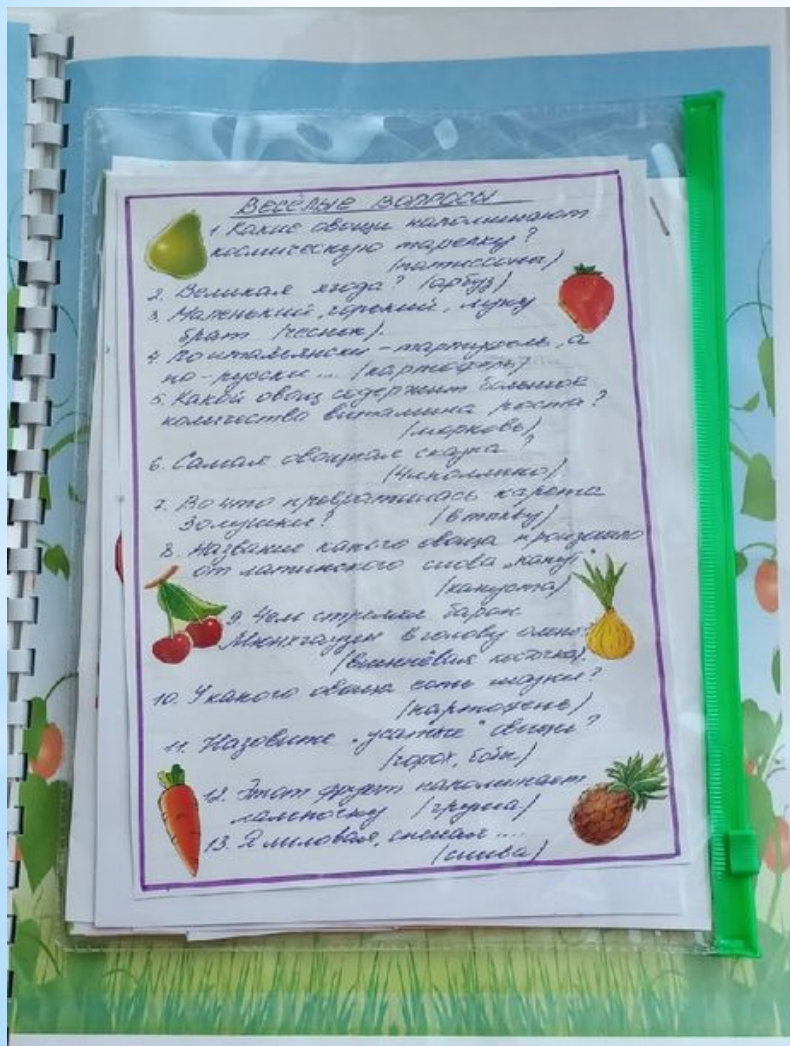 Весёлые вопросы
1. Какие овощи напоминают
космическую тарелку?
(патиссоны)
2. Великая ягода? (арбуз)
3. Маленький, горький, луку
брат (чеснок).
4. По итальянски - тартуфель, а
по-русски ... (картофель)
5. Какой овощ содержит большое
количество витамина роста?
(морковь)
6. Самая овощная сказка?
(Чиполлино)
7. Во что превратилась карета
Золушки? (в тыкву)
8. Название какого овоща произошло
от латинского слова „капут"
(капуста)
9. Чем стрелял барон
Мюнхгаузен в голову оленю?
(вишнёвая косточка).
10. У какого овоща есть глазки?
(картофель)
11. Назовите „усатые" овощи?
(горох, бобы.)
12. Этот фрукт напоминает
лампочку (груша)
13. Я лиловая, спелая ....
(слива)